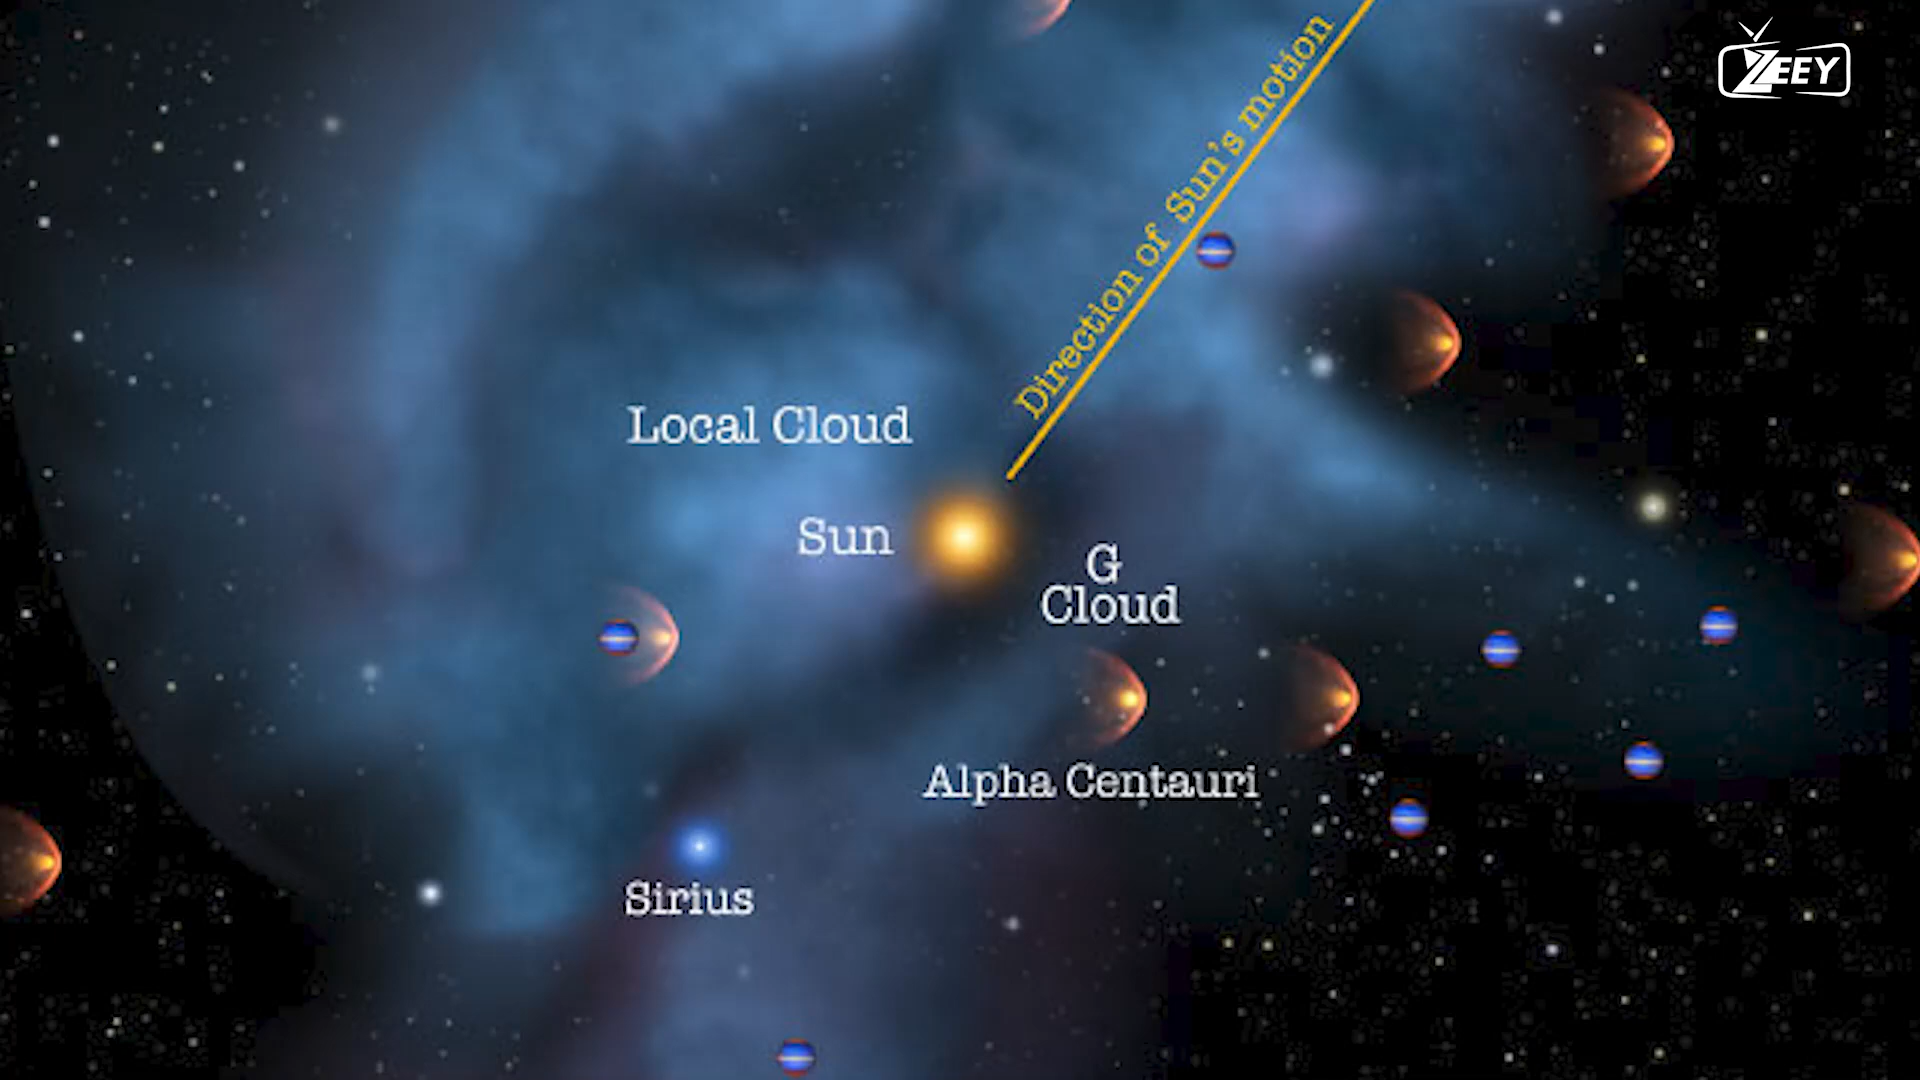 ZEEY
Direction of Sun's motion
Local Cloud
Sun
G
Cloud
Alpha Centauri
Sirius